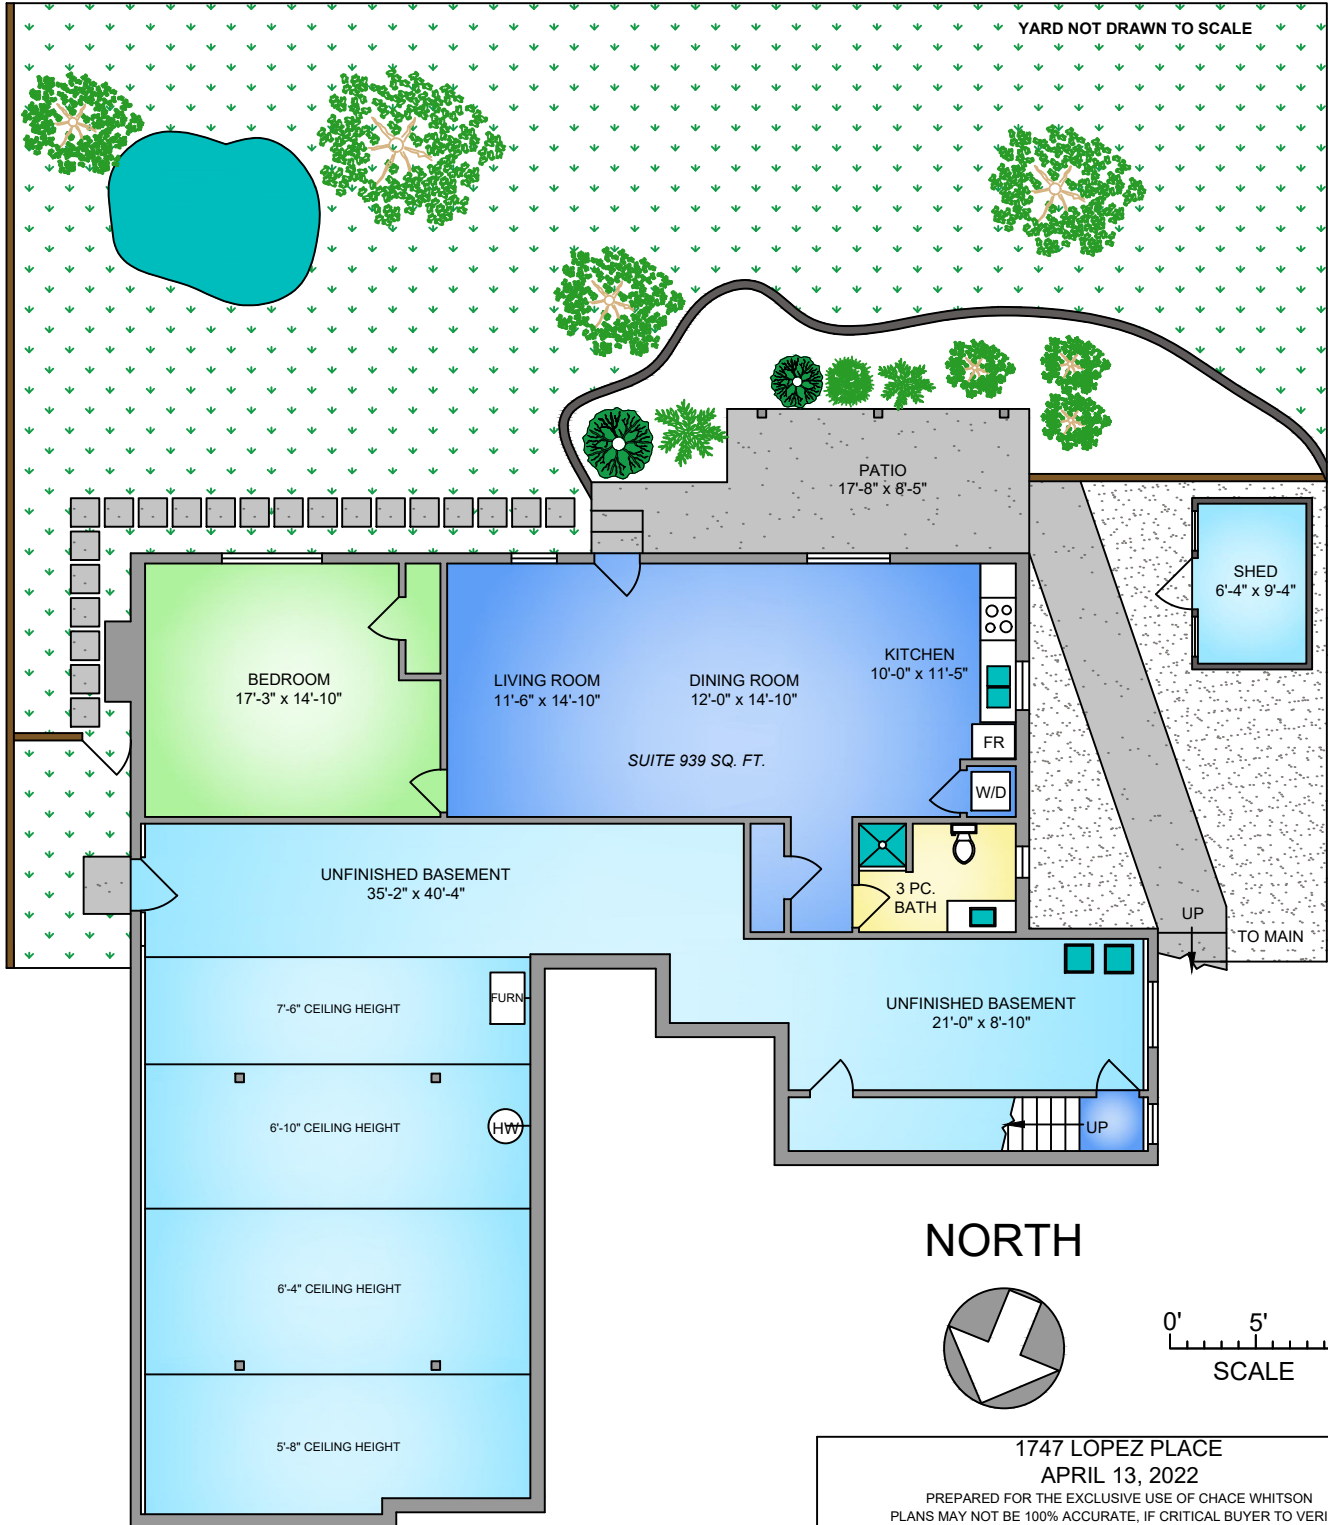 YARD NOT DRAWN TO SCALE
PATIO
17'-8" x 8'-5"
SHED
6'-4" x 9'-4"
BEDROOM
17'-3" x 14'-10"
LIVING ROOM
11'-6" x 14'-10"
DINING ROOM
12'-0" x 14'-10"
KITCHEN
10'-0" x 11'-5"
FR
SUITE 939 SQ. FT.
W/D
UNFINISHED BASEMENT
35'-2" x 40'-4"
3 PC.
BATH
UP
TO MAIN
7'-6" CEILING HEIGHT
FURN
UNFINISHED BASEMENT
21'-0" x 8'-10"
6'-10" CEILING HEIGHT
HW
UP
NORTH
6'-4" CEILING HEIGHT
0' 5'
SCALE
5'-8" CEILING HEIGHT
1747 LOPEZ PLACE
APRIL 13, 2022
PREPARED FOR THE EXCLUSIVE USE OF CHACE WHITSON
PLANS MAY NOT BE 100% ACCURATE, IF CRITICAL BUYER TO VERI